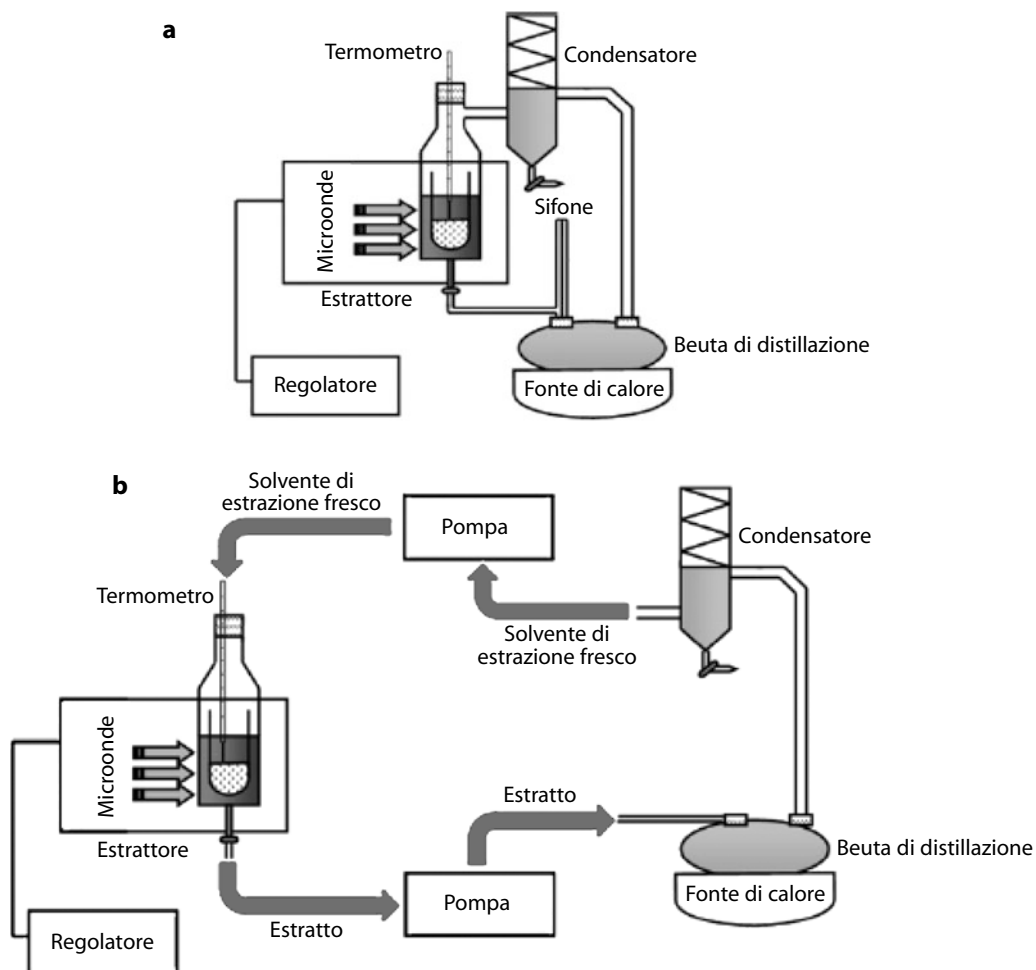 a
Termometro
Condensatore
Microonde
Sifone
Estrattore
Beuta di distillazione
Regolatore
Fonte di calore
b
Solvente di
estrazione fresco
Pompa
Condensatore
Termometro
Solvente di
estrazione fresco
Microonde
Estratto
Estrattore
Beuta di distillazione
Pompa
Fonte di calore
Estratto
Regolatore